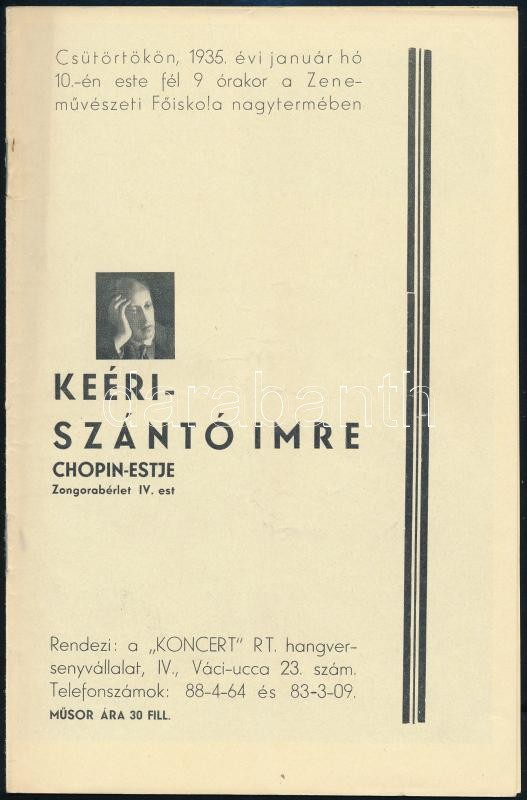 Csütörtökön, 1935. évi január hó
10.-én este fél 9 órakor a Zene-
művészeti Főiskola nagytermében
KEÉRI-
darabanth
SZÁNTÓ IMRE
CHOPIN-ESTJE
Zongorabérlet IV. est
Rendezi: a „KONCERT" RT. hangver-
senyvállalat, IV., Váci-ucca 23. szám.
Telefonszámok: 88-4-64 és 83-3-09.
MŰSOR ÁRA 30 FILL.